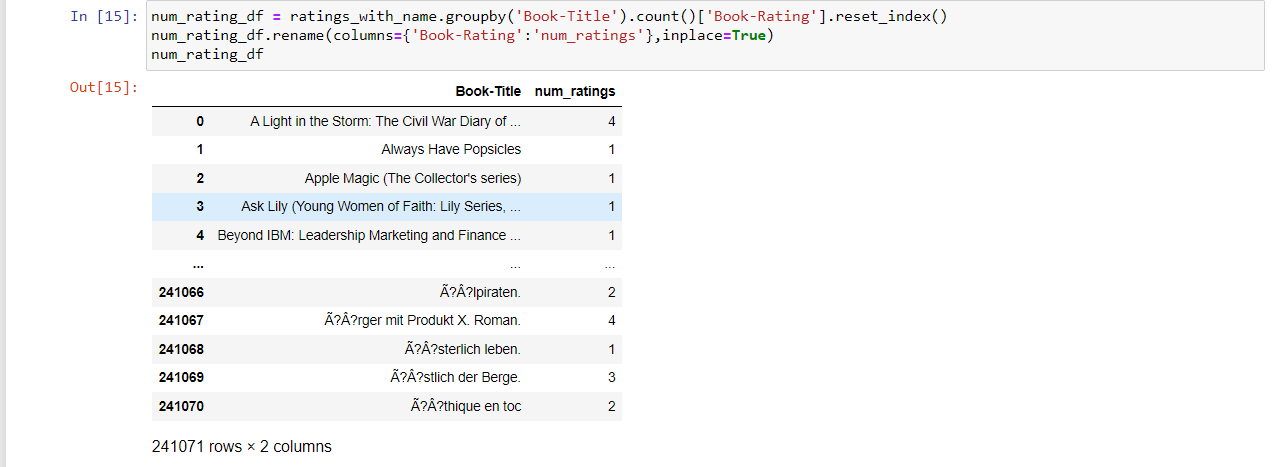 In [15]: num_rating_df = ratings_with_name.groupby('Book-Title').count()['Book-Rating'].reset_index()
num_rating_df.rename(columns={'Book-Rating':'num_ratings'},inplace=True)
num_rating_df
Out[15]:
Book-Title num_ratings
0 A Light in the Storm: The Civil War Diary of ... 4
1 Always Have Popsicles 1
2 Apple Magic (The Collector's series) 1
3 Ask Lily (Young Women of Faith: Lily Series, ... 1
4 Beyond IBM: Leadership Marketing and Finance ... 1
... ... ...
241066 Ã?Â?lpiraten. 2
241067 Ã?Â?rger mit Produkt X. Roman. 4
241068 Ã?Â?sterlich leben. 1
241069 Ã?Â?stlich der Berge. 3
241070 Ã?Â?thique en toc 2
241071 rows × 2 columns